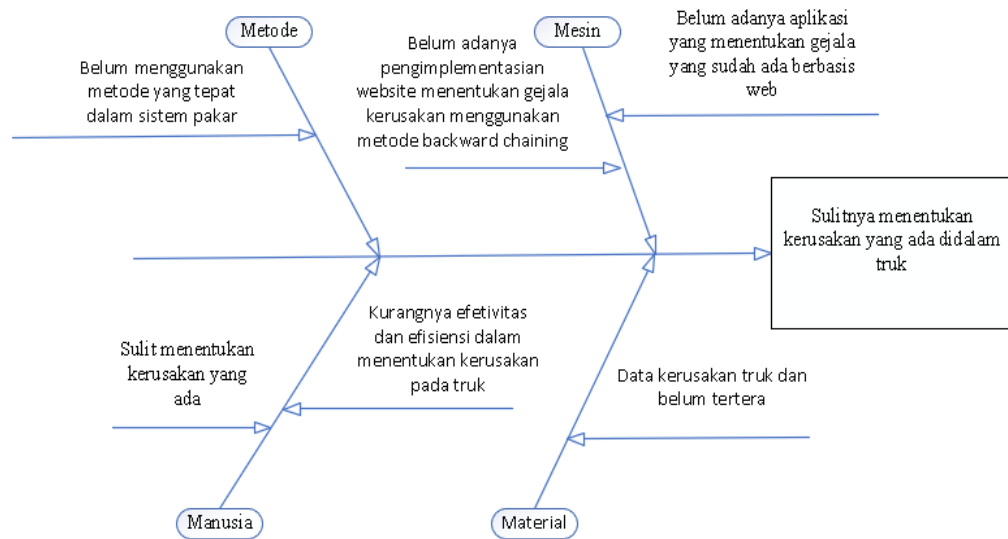 Metode
Belum menggunakan
metode yang tepat
dalam sistem pakar
Belum adanya
pengimplementasian
website menentukan gejala
kerusakan menggunakan
metode backward chaining
Mesin
Belum adanya aplikasi
yang menentukan gejala
yang sudah ada berbasis
web
Sulitnya menentukan
kerusakan yang ada didalam
truk
Sulit menentukan
kerusakan yang
ada
Kurangnya efetivitas
dan efisiensi dalam
menentukan kerusakan
pada truk
Data kerusakan truk dan
belum tertera
Manusia
Material